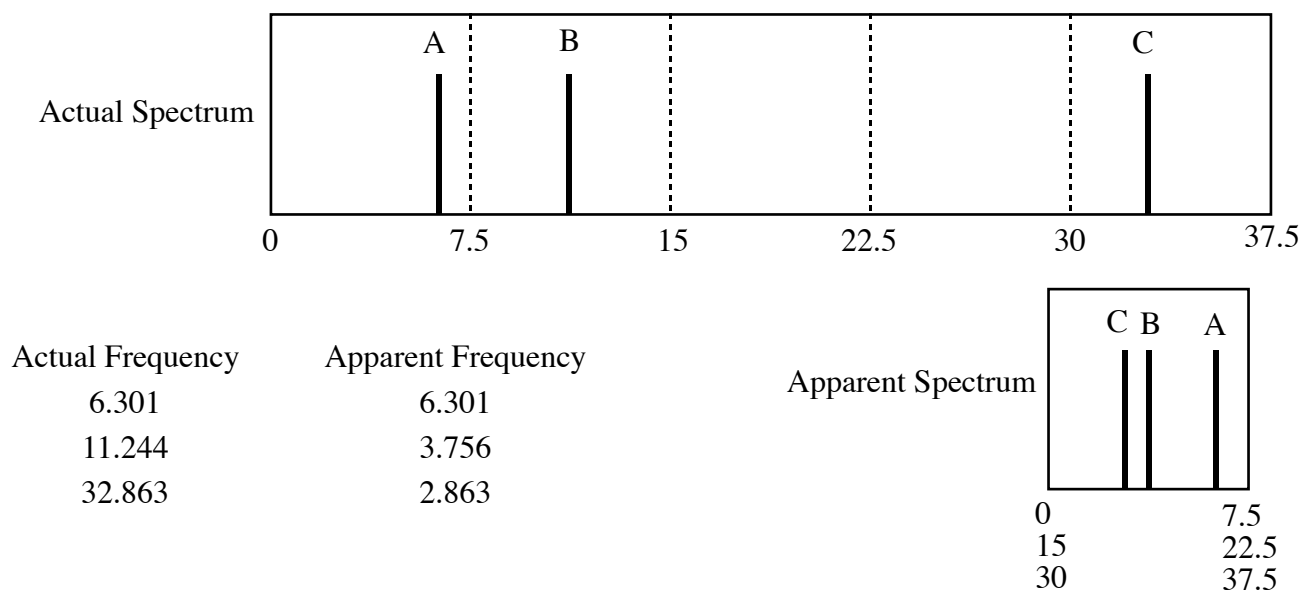 A B C
Actual Spectrum
0 7.5 15 22.5 30 37.5
C B A
Actual Frequency Apparent Frequency
Apparent Spectrum
6.301 6.301
11.244 3.756
32.863 2.863
0 7.5
15 22.5
30 37.5